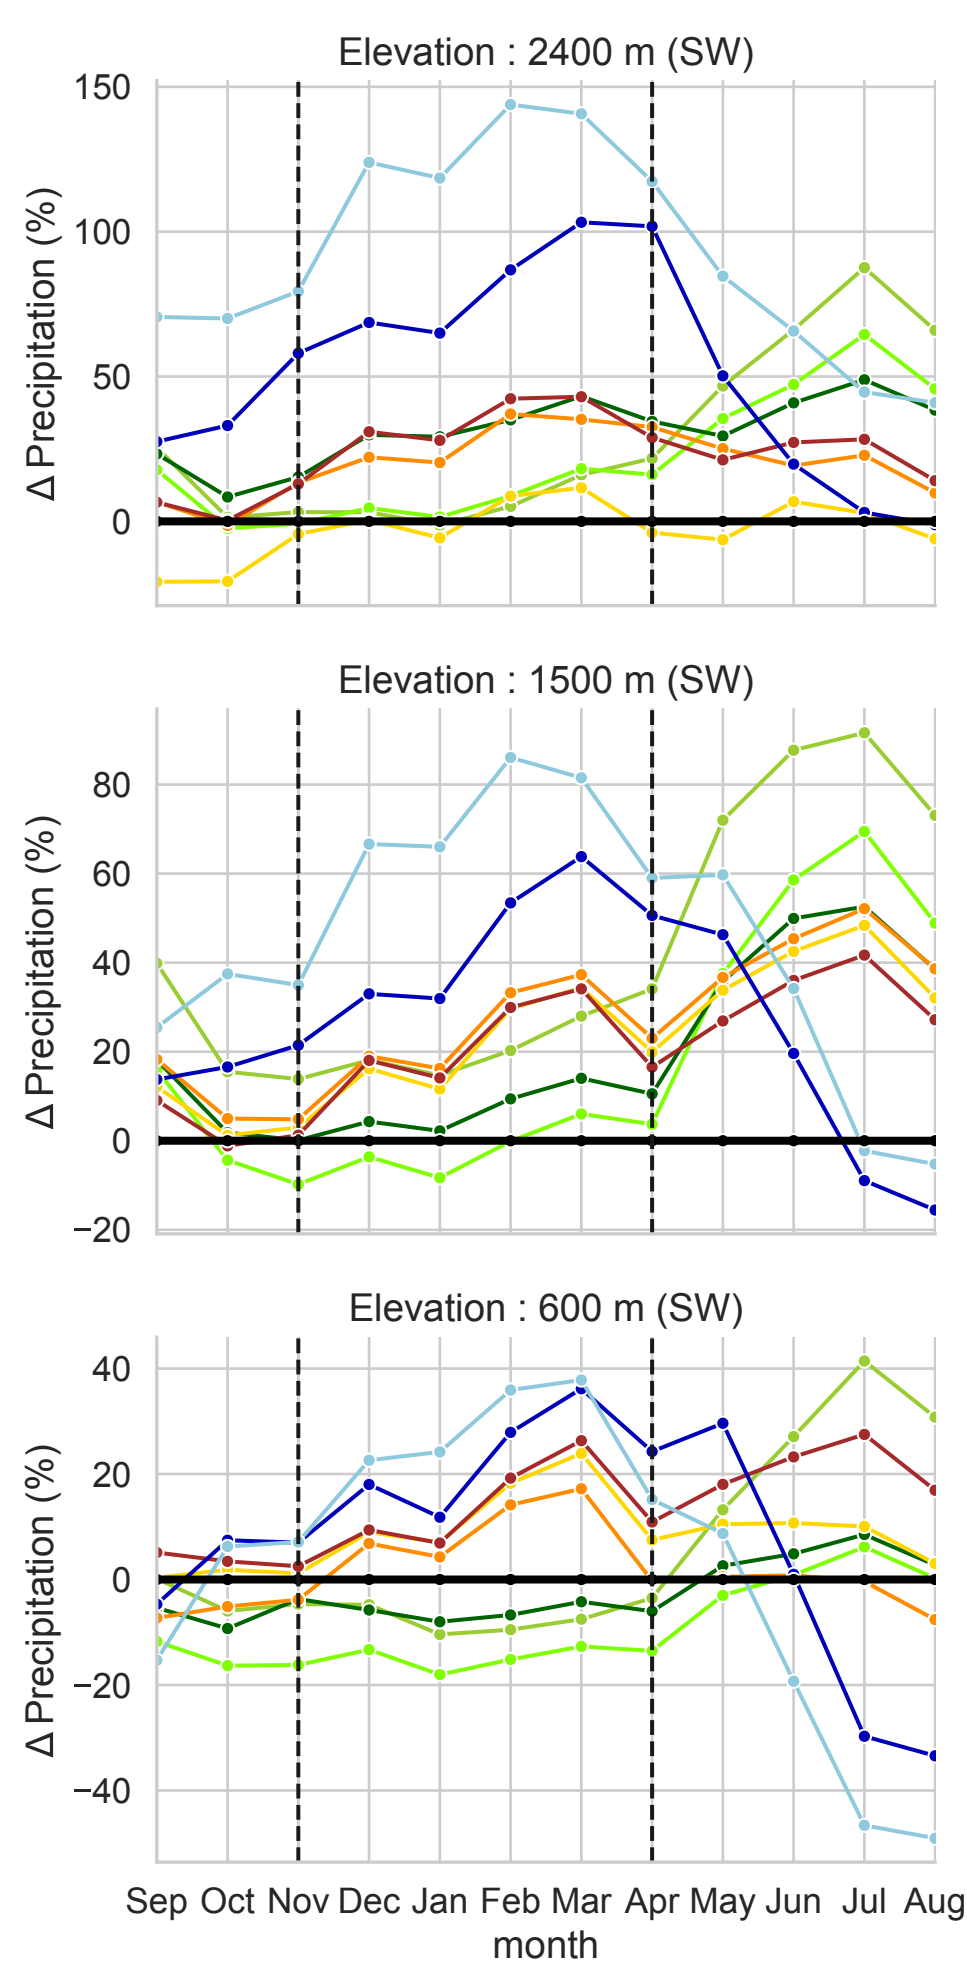 Elevation : 2400 m (SW)
150
100
50
0
Δ Precipitation (%)
Elevation : 1500 m (SW)
80
60
40
20
0
−20
Δ Precipitation (%)
Elevation : 600 m (SW)
40
20
0
−20
−40
Δ Precipitation (%)
Sep Oct Nov Dec Jan Feb Mar Apr May Jun Jul Aug
month